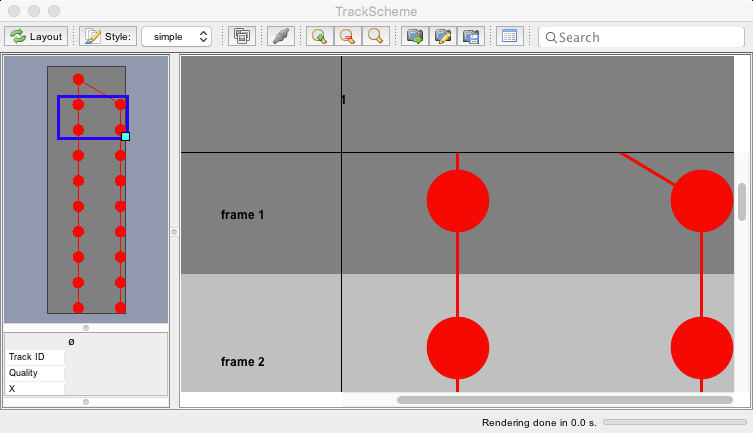 TrackScheme
Layout Style: simple Search
1
frame 1
frame 2
ø
Track ID
Quality
X
Rendering done in 0.0 s.